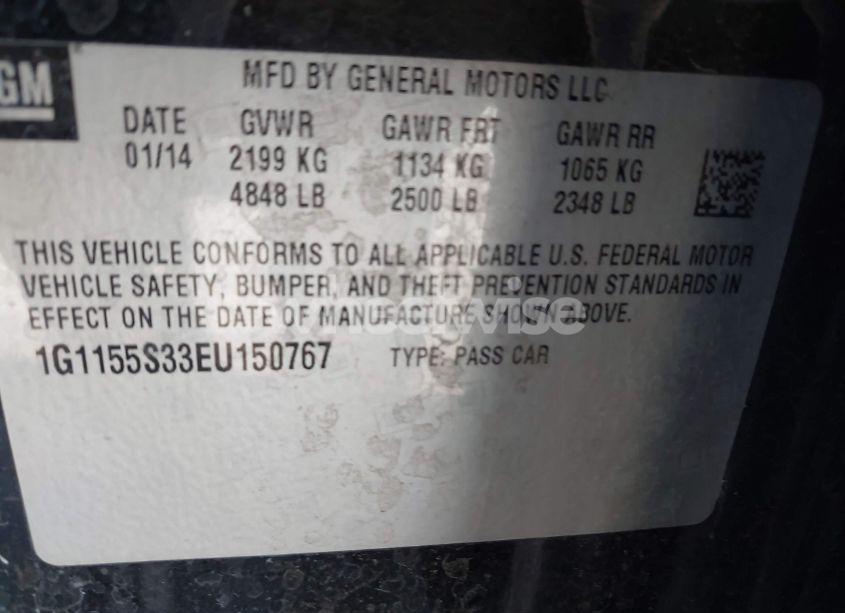 GM
MFD BY GENERAL MOTORS LLC
DATE GVWR GAWR FRT GAWR RR
01/14 2199 KG 1134 KG 1065 KG
4848 LB 2500 LB 2348 LB
THIS VEHICLE CONFORMS TO ALL APPLICABLE U.S. FEDERAL MOTOR
VEHICLE SAFETY, BUMPER, AND THEFT PREVENTION STANDARDS IN
EFFECT ON THE DATE OF MANUFACTURE SHOWN ABOVE.
1G1155S33EU150767 TYPE: PASS CAR